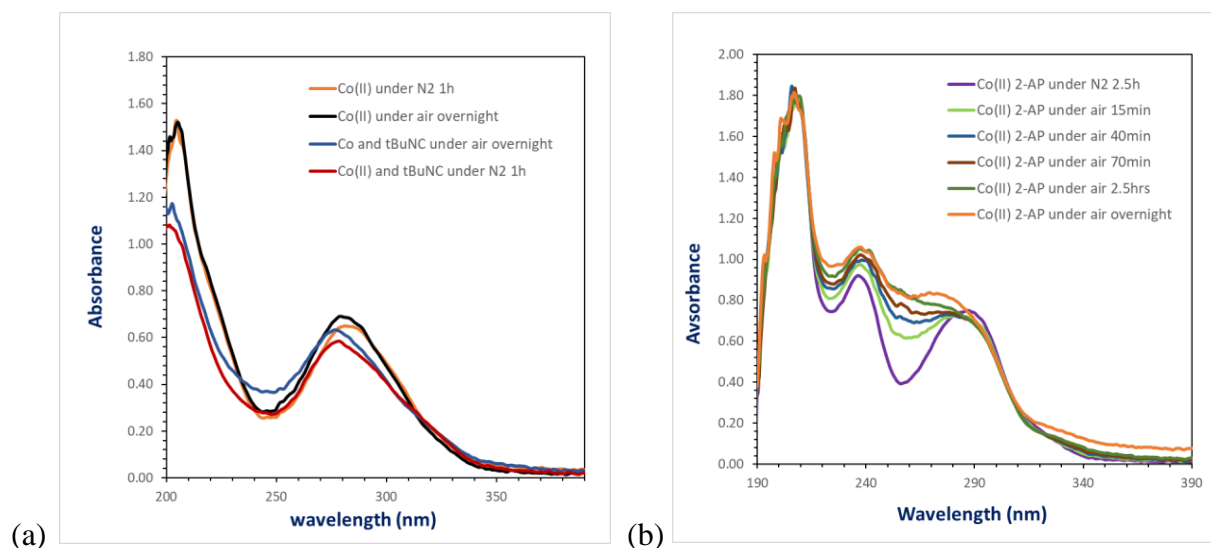 1.80
1.60
1.40
1.20
1.00
0.80
0.60
0.40
0.20
0.00
Absorbance
200
250
300
350
wavelength (nm)
Co(II) under N2 1h
Co(II) under air overnight
Co and tBuNC under air overnight
Co(II) and tBuNC under N2 1h
(a)
2.00
1.80
1.60
1.40
1.20
1.00
0.80
0.60
0.40
0.20
0.00
Avsorbance
190
240
290
340
390
Wavelength (nm)
Co(II) 2-AP under N2 2.5h
Co(II) 2-AP under air 15min
Co(II) 2-AP under air 40min
Co(II) 2-AP under air 70min
Co(II) 2-AP under air 2.5hrs
Co(II) 2-AP under air overnight
(b)